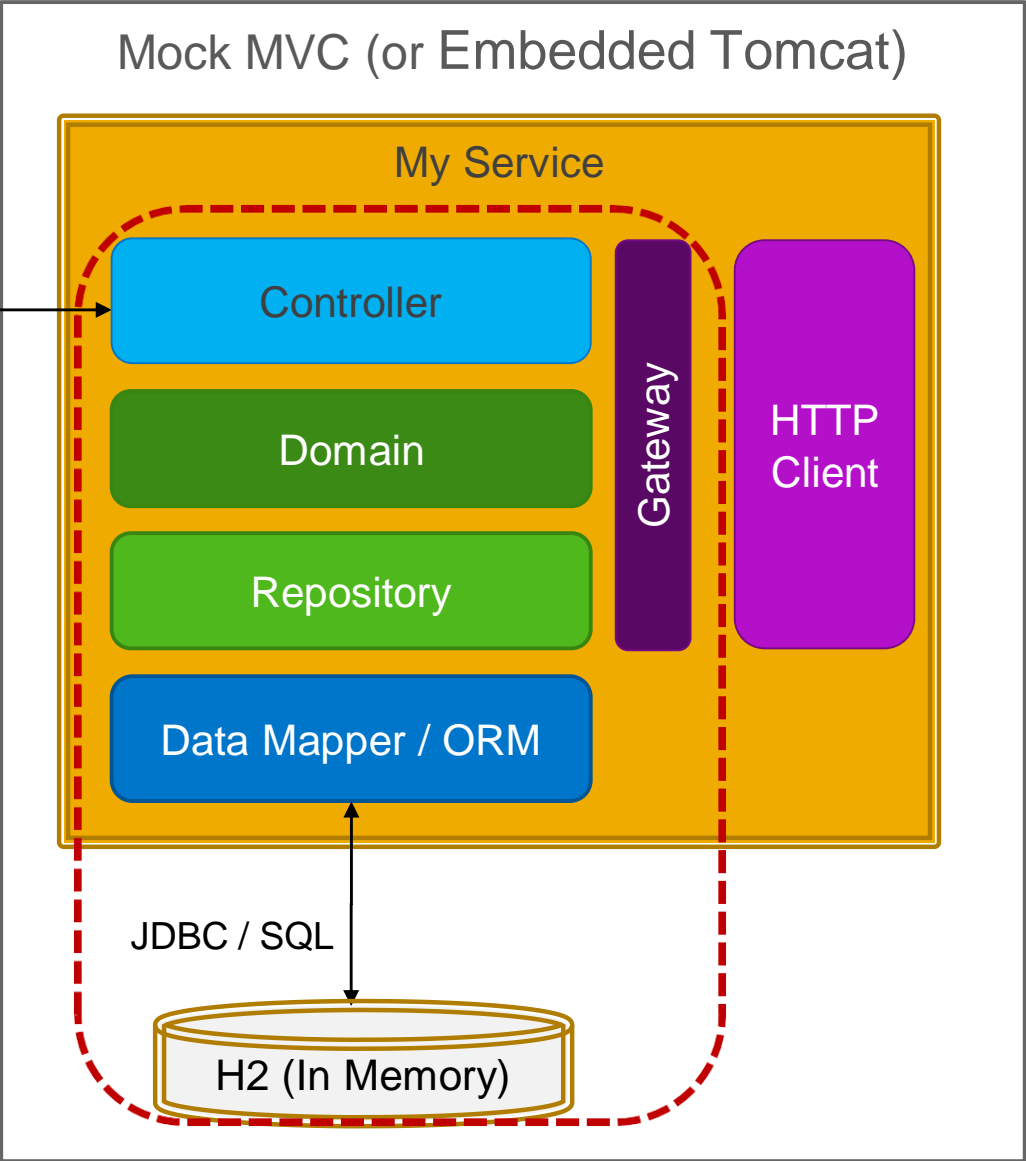 Mock MVC (or Embedded Tomcat)
My Service
Controller
Domain
Repository
Data Mapper / ORM
Gateway
HTTP
Client
JDBC / SQL
H2 (In Memory)